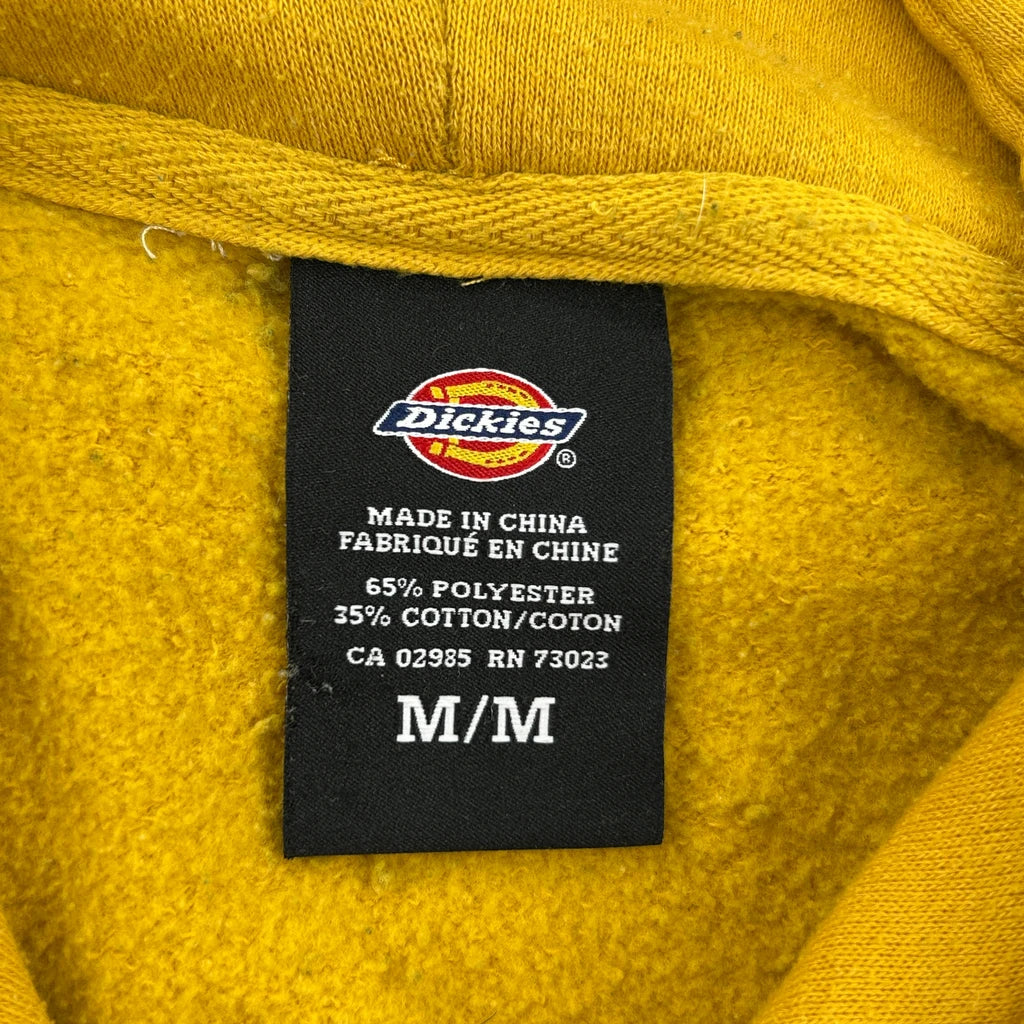 Dickies®
MADE IN CHINA
FABRIQUÉ EN CHINE
65% POLYESTER
35% COTTON/COTON
CA 02985 RN 73023
M/M